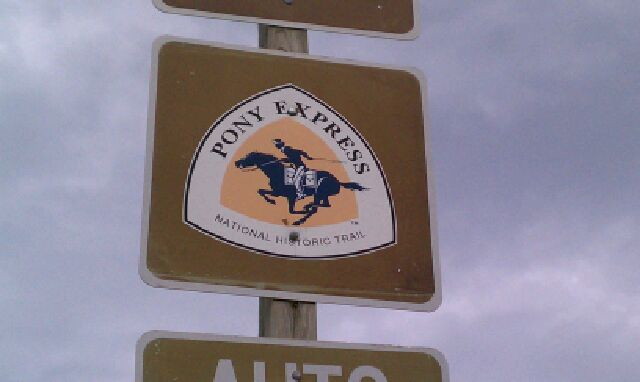 PONY EXPRESS
NATIONAL HISTORIC TRAIL
AUTO